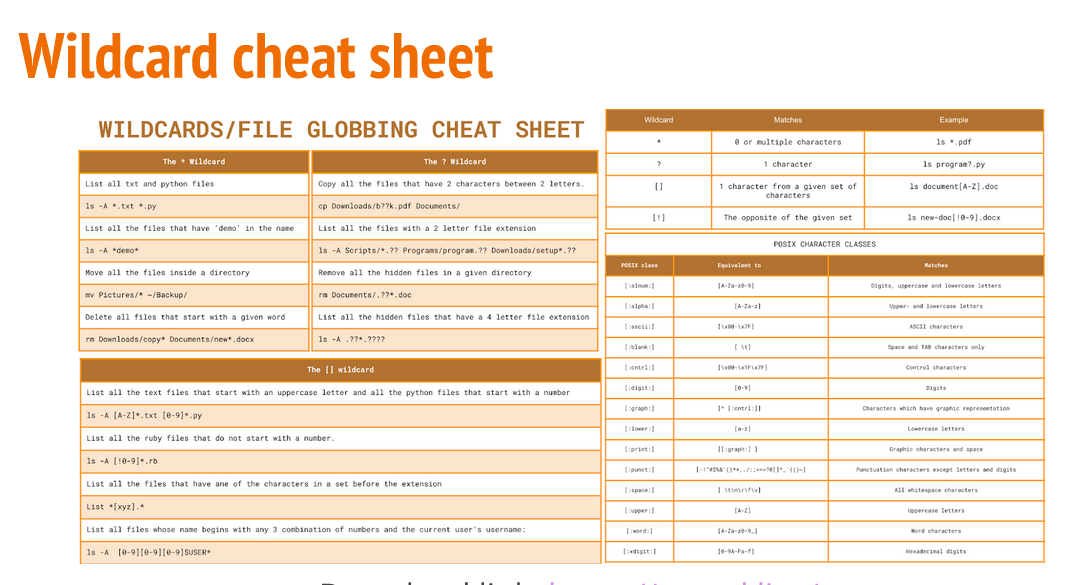 Wildcard cheat sheet
WILDCARDS/FILE GLOBBING CHEAT SHEET
The * Wildcard
List all txt and python files
ls -A *.txt *.py
List all the files that have 'demo' in the name
ls -A *demo*
Move all the files inside a directory
mv Pictures/* ~/Backup/
Delete all files that start with a given word
rm Downloads/copy* Documents/new*.docx
The ? Wildcard
Copy all the files that have 2 characters between 2 letters.
cp Downloads/b??k.pdf Documents/
List all the files with a 2 letter file extension
ls -A Scripts/*.?? Programs/program.?? Downloads/setup*.??
Remove all the hidden files in a given directory
rm Documents/.??*.doc
List all the hidden files that have a 4 letter file extension
ls -A .??*.????
The [] wildcard
List all the text files that start with an uppercase letter and all the python files that start with a number
ls -A [A-Z]*.txt [0-9]*.py
List all the ruby files that do not start with a number.
ls -A [!0-9]*.rb
List all the files that have any of the characters in a set before the extension
List *[xyz].*
List all files whose name begins with any 3 combination of numbers and the current user's username:
ls -A [0-9][0-9][0-9]$USER*
Wildcard Matches Example
* 0 or multiple characters ls *.pdf
? 1 character ls program?.py
[] 1 character from a given set of characters ls document[A-Z].doc
[!] The opposite of the given set ls new-doc[!0-9].docx
POSIX CHARACTER CLASSES
POSIX class Equivalent to Matches
[:alnum:] [A-Za-z0-9] Digits, uppercase and lowercase letters
[:alpha:] [A-Za-z] Upper- and lowercase letters
[:ascii:] [\x00-\x7F] ASCII characters
[:blank:] [ \t] Space and TAB characters only
[:cntrl:] [\x00-\x1F\x7F] Control characters
[:digit:] [0-9] Digits
[:graph:] [^ [:cntrl:]] Characters which have graphic representation
[:lower:] [a-z] Lowercase letters
[:print:] [[:graph:] ] Graphic characters and space
[:punct:] Punctuation characters except letters and digits
[:space:] [ \t\n\r\f\v] All whitespace characters
[:upper:] [A-Z] Uppercase letters
[:word:] [A-Za-z0-9_] Word characters
[:xdigit:] [0-9A-Fa-f] Hexadecimal digits